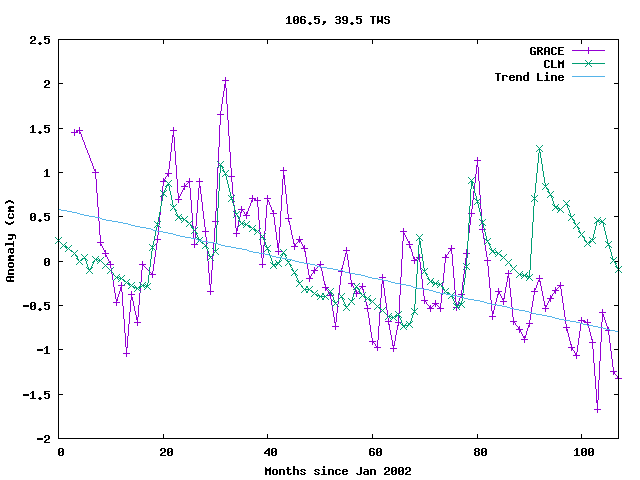 106.5, 39.5 TWS
GRACE
CLM
Trend Line
2.5
2
1.5
1
0.5
0
-0.5
-1
-1.5
-2
Anomaly (cm)
0 20 40 60 80 100
Months since Jan 2002